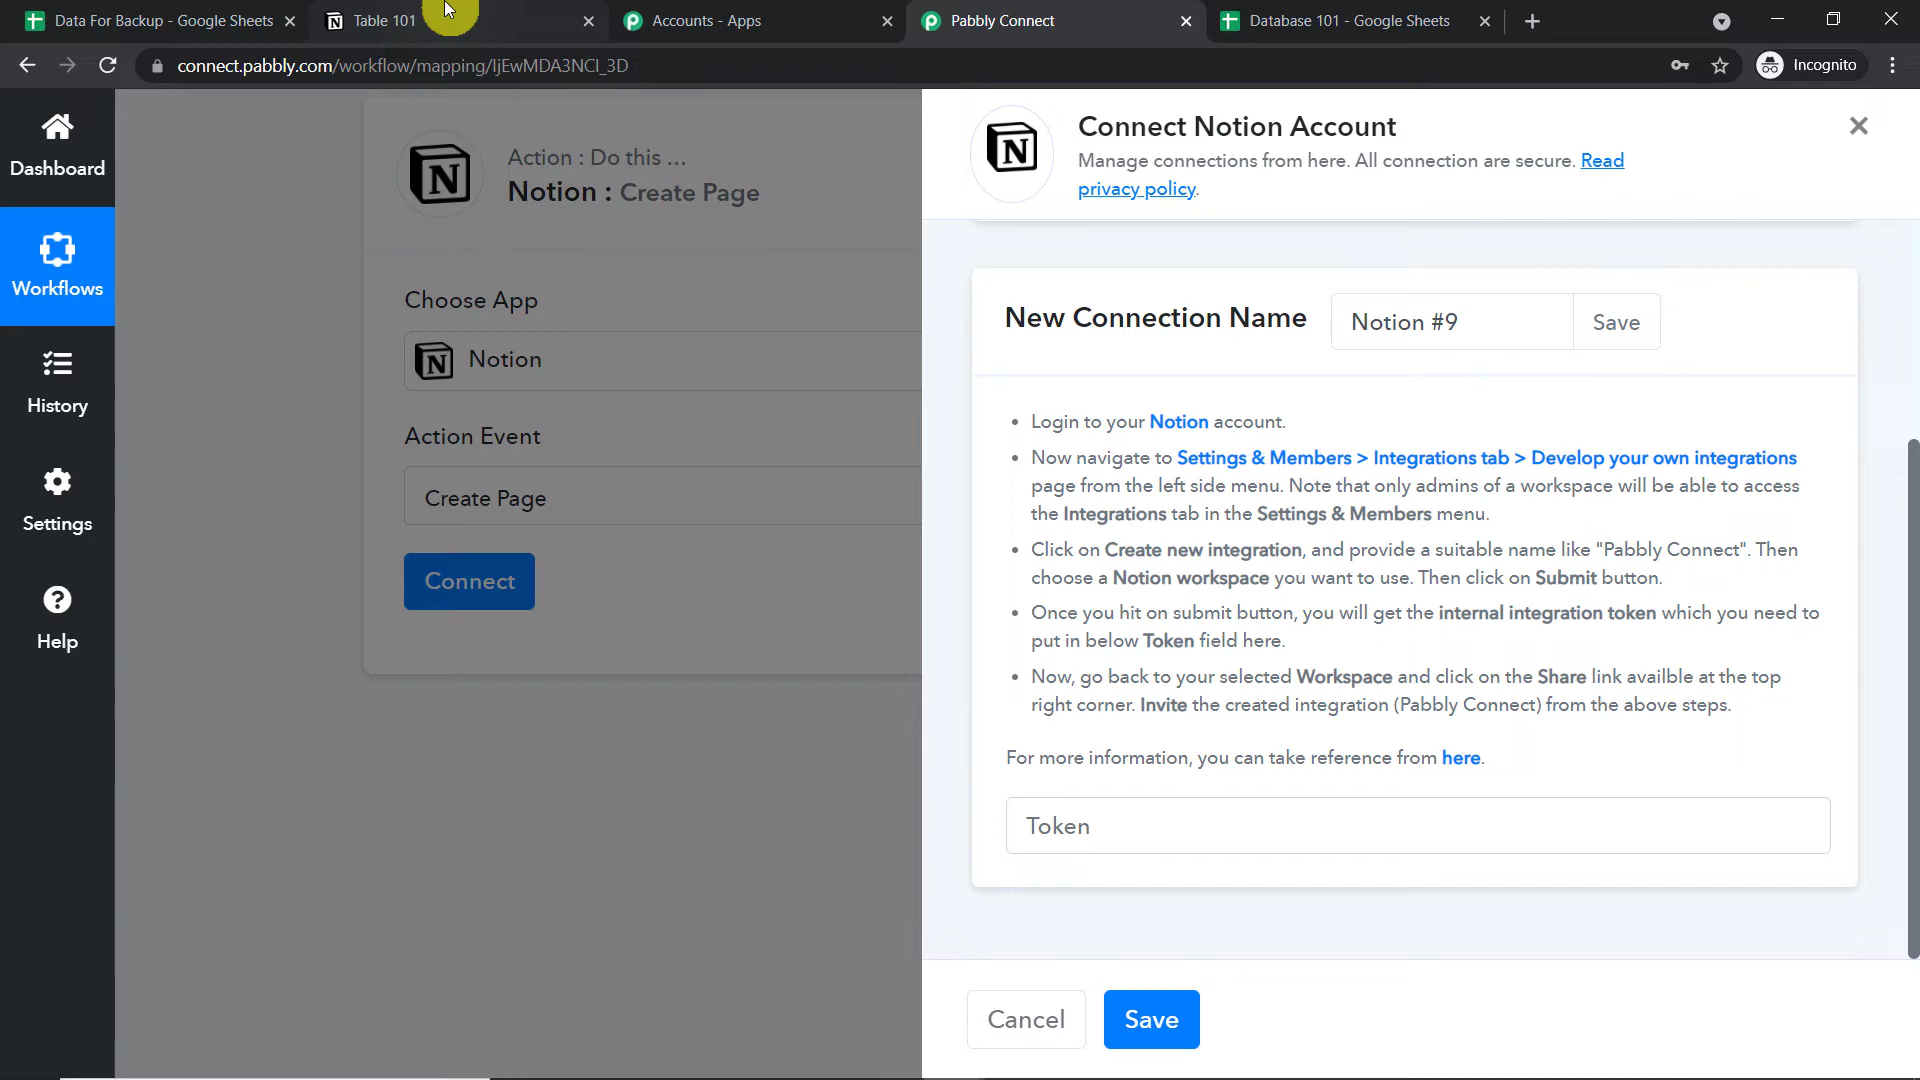 Data For Backup - Google Sheets
Table 101
Accounts - Apps
Pabbly Connect
Database 101 - Google Sheets
connect.pabbly.com/workflow/mapping/IjEwMDA3NCI_3D
Incognito
Dashboard
Workflows
History
Settings
Help
Action : Do this ...
Notion : Create Page
Choose App
Notion
Action Event
Create Page
Connect
Connect Notion Account
Manage connections from here. All connection are secure. Read
privacy policy.
New Connection Name
Notion #9
Save
Login to your Notion account.
Now navigate to Settings & Members > Integrations tab > Develop your own integrations
page from the left side menu. Note that only admins of a workspace will be able to access
the Integrations tab in the Settings & Members menu.
Click on Create new integration, and provide a suitable name like "Pabbly Connect". Then
choose a Notion workspace you want to use. Then click on Submit button.
Once you hit on submit button, you will get the internal integration token which you need to
put in below Token field here.
Now, go back to your selected Workspace and click on the Share link availble at the top
right corner. Invite the created integration (Pabbly Connect) from the above steps.
For more information, you can take reference from here.
Token
Cancel
Save